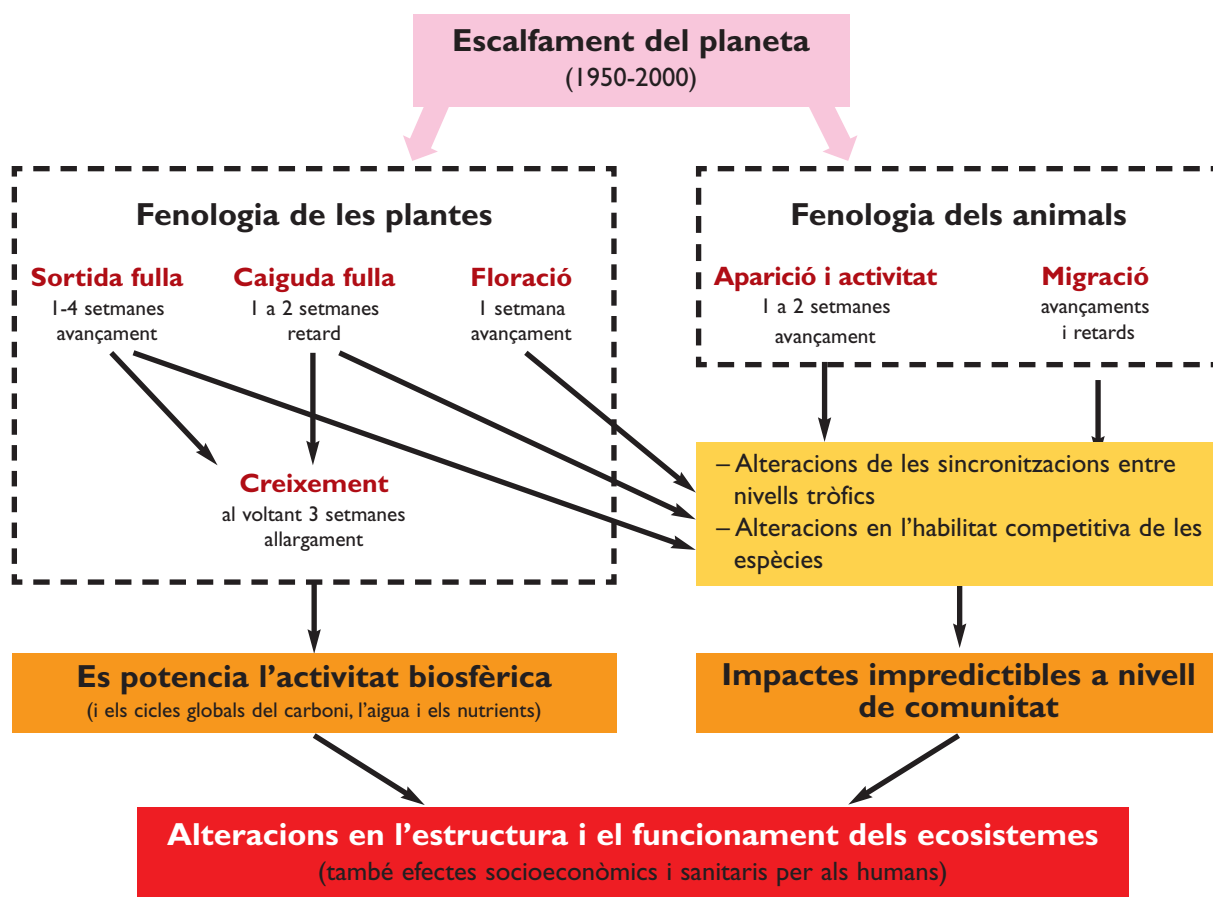 Escalfament del planeta
(1950-2000)
Fenologia de les plantes
Sortida fulla
1-4 setmanes
avançament
Caiguda fulla
1 a 2 setmanes
retard
Floració
1 setmana
avançament
Creixement
al voltant 3 setmanes
allargament
Fenologia dels animals
Aparició i activitat
1 a 2 setmanes
avançament
Migració
avançaments
i retards
– Alteracions de les sincronitzacions entre
nivells tròfics
– Alteracions en l’habilitat competitiva de les
espècies
Es potencia l’activitat biosfèrica
(i els cicles globals del carboni, l’aigua i els nutrients)
Impactes impredictibles a nivell
de comunitat
Alteracions en l’estructura i el funcionament dels ecosistemes
(també efectes socioeconòmics i sanitaris per als humans)